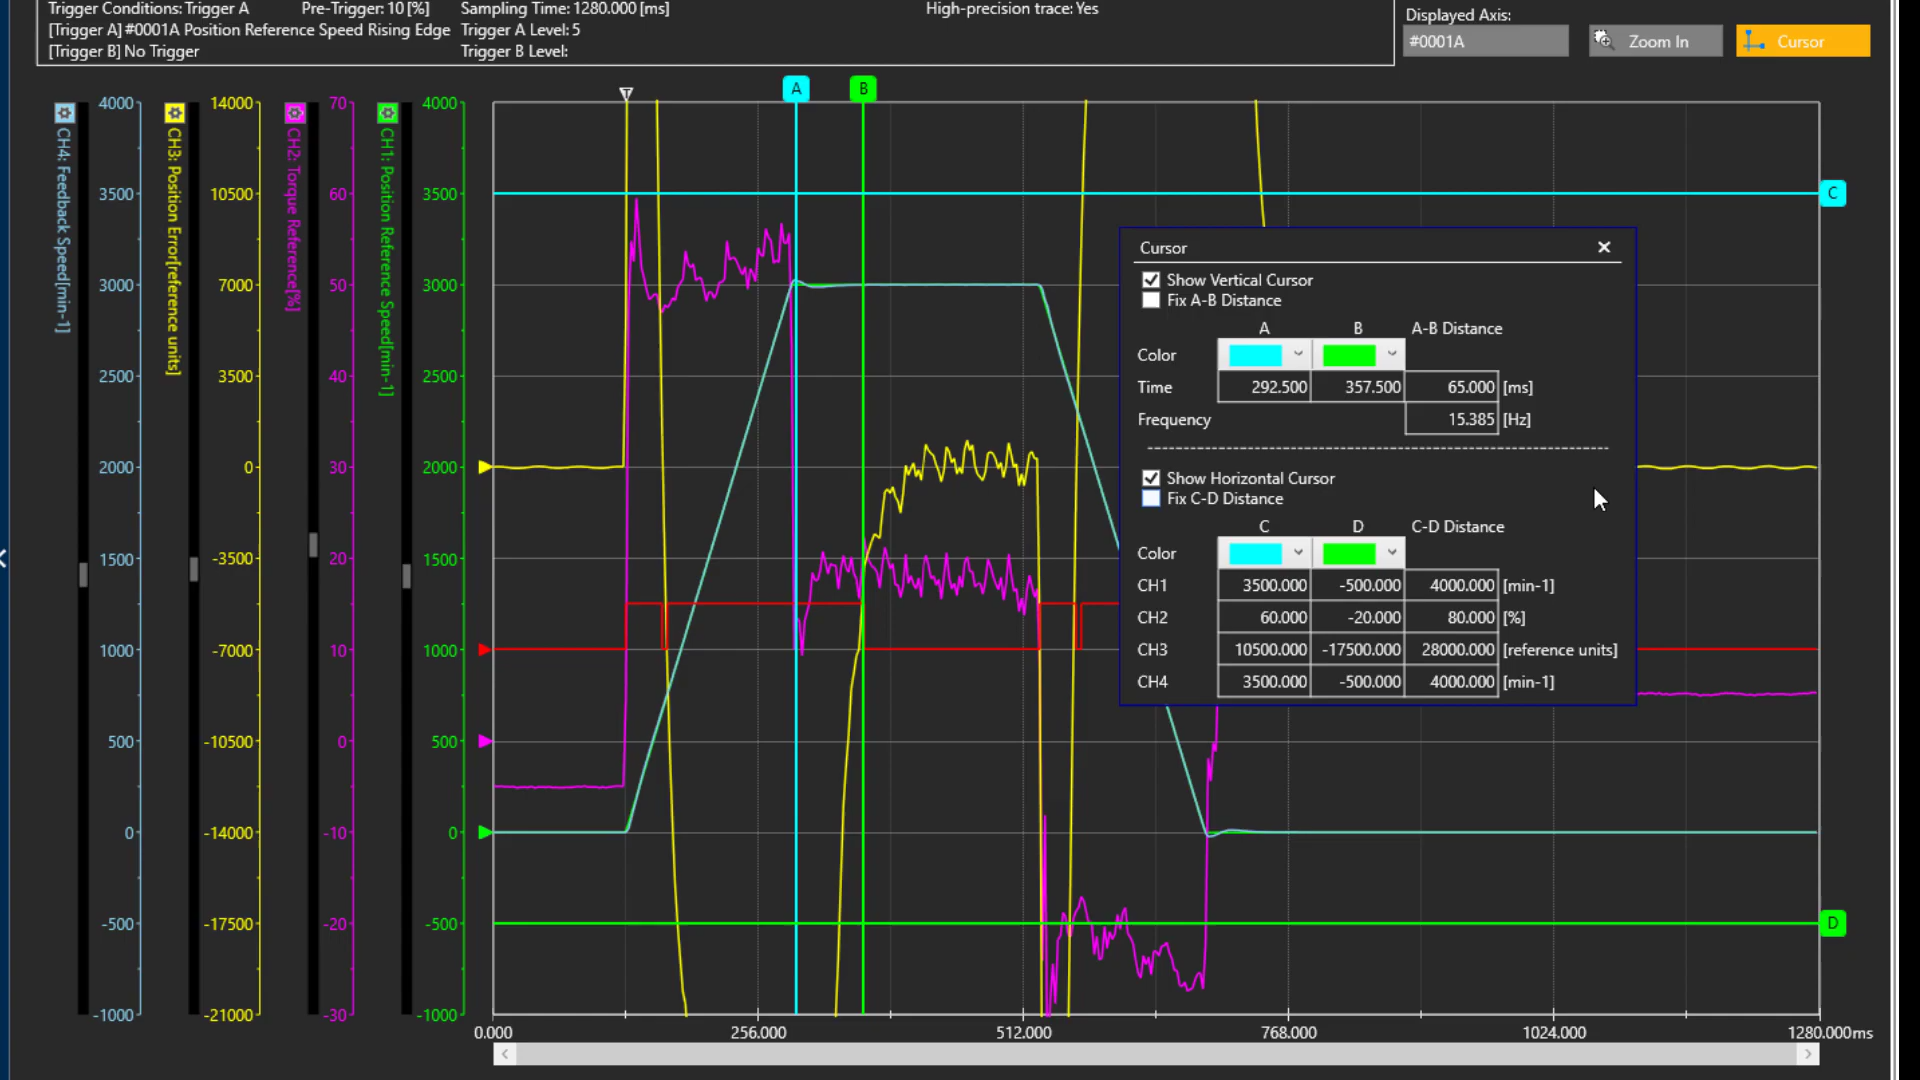 Trigger Conditions: Trigger A Pre-Trigger: 10 [%] Sampling Time: 1280.000 [ms] High-precision trace: Yes
[Trigger A] #0001A Position Reference Speed Rising Edge Trigger A Level: 5
[Trigger B] No Trigger Trigger B Level:
Displayed Axis:
#0001A Zoom In Cursor
CH4: Feedback Speed[min-1]
4000
3500
3000
2500
2000
1500
1000
500
0
-500
-1000
CH3: Position Error[reference units]
14000
10500
7000
3500
0
-3500
-7000
-10500
-14000
-17500
-21000
CH2: Torque Reference[%]
70
60
50
40
30
20
10
0
-10
-20
-30
CH1: Position Reference Speed[min-1]
4000
3500
3000
2500
2000
1500
1000
500
0
-500
-1000
T A B
C
D
Cursor
Show Vertical Cursor
Fix A-B Distance
A B A-B Distance
Color
Time 292.500 357.500 65.000 [ms]
Frequency 15.385 [Hz]
Show Horizontal Cursor
Fix C-D Distance
C D C-D Distance
Color
CH1 3500.000 -500.000 4000.000 [min-1]
CH2 60.000 -20.000 80.000 [%]
CH3 10500.000 -17500.000 28000.000 [reference units]
CH4 3500.000 -500.000 4000.000 [min-1]
0.000 256.000 512.000 768.000 1024.000 1280.000ms